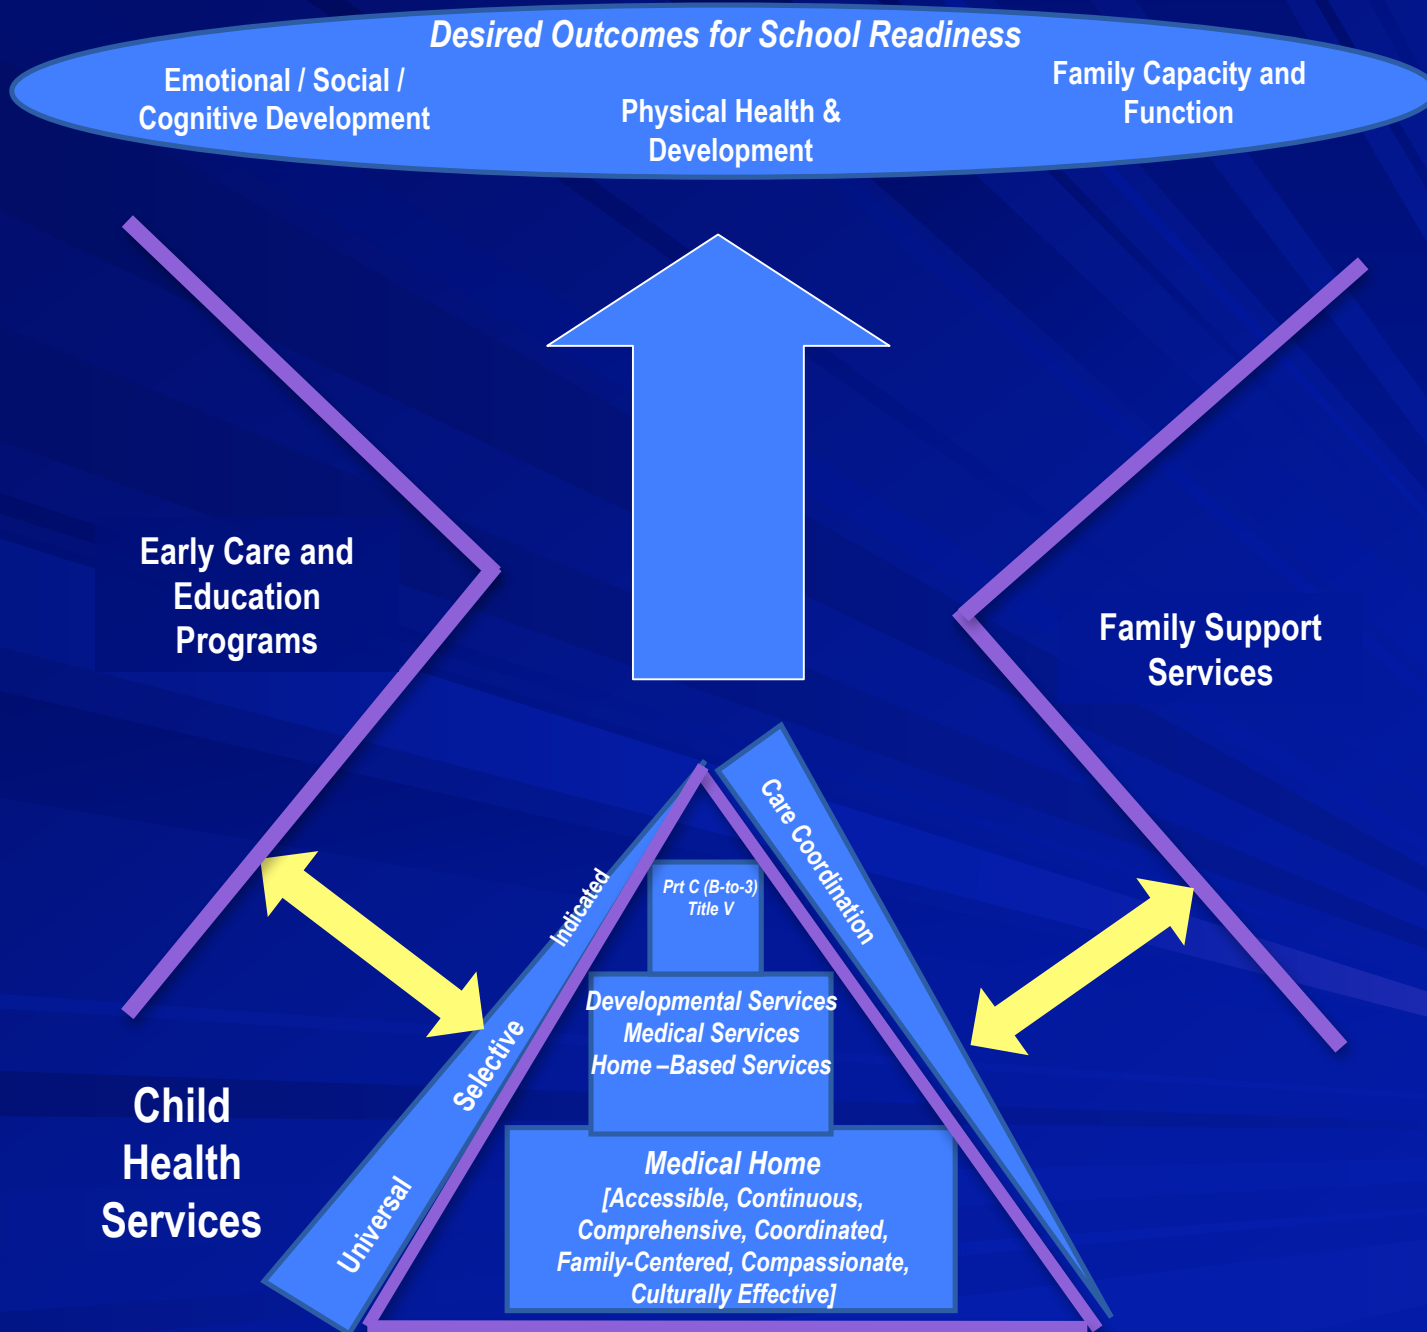 Desired Outcomes for School Readiness
Emotional / Social /
Cognitive Development
Physical Health &
Development
Family Capacity and
Function
Early Care and
Education
Programs
Family Support
Services
Child
Health
Services
Universal
Selective
Indicated
Care Coordination
Prt C (B-to-3)
Title V
Developmental Services
Medical Services
Home –Based Services
Medical Home
[Accessible, Continuous,
Comprehensive, Coordinated,
Family-Centered, Compassionate,
Culturally Effective]